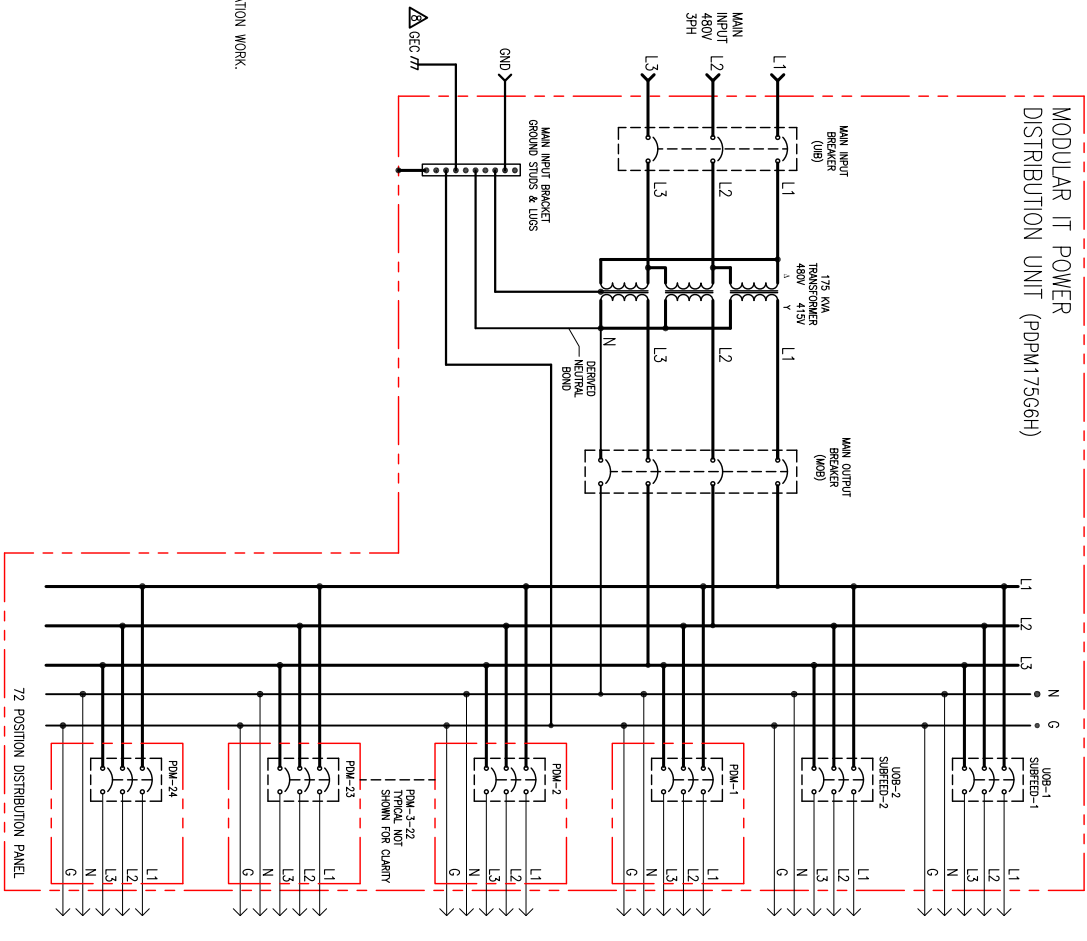 MODULAR IT POWER
DISTRIBUTION UNIT (PDPM175G6H)
MAIN
INPUT
480V
3PH
L1
L2
L3
GND
8 GEC
MAIN INPUT
BREAKER
(UIB)
L1
L2
L3
MAIN INPUT BRACKET
GROUND STUDS & LUGS
175 KVA
TRANSFORMER
480V 415V
Δ Y
L1
L2
L3
N
DERIVED
NEUTRAL
BOND
MAIN OUTPUT
BREAKER
(MOB)
L1
L2
L3
N
G
UOB-1
SUBFEED-1
L1
L2
L3
N
G
UOB-2
SUBFEED-2
L1
L2
L3
N
G
PDM-1
L1
L2
L3
N
G
PDM-2
L1
L2
L3
N
G
PDM-3-22
TYPICAL NOT
SHOWN FOR CLARITY
PDM-23
L1
L2
L3
N
G
PDM-24
L1
L2
L3
N
G
72 POSITION DISTRIBUTION PANEL
ATION WORK.